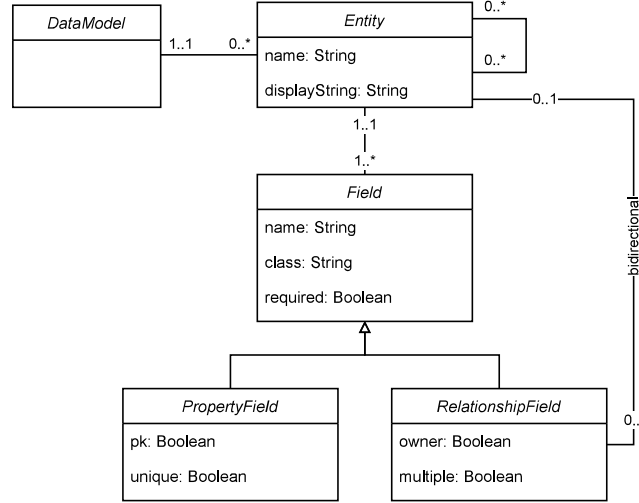 DataModel
1..1
0..*
Entity
name: String
displayString: String
0..*
0..*
0..1
1..1
1..*
Field
name: String
class: String
required: Boolean
bidirectional
PropertyField
pk: Boolean
unique: Boolean
RelationshipField
owner: Boolean
multiple: Boolean
0..